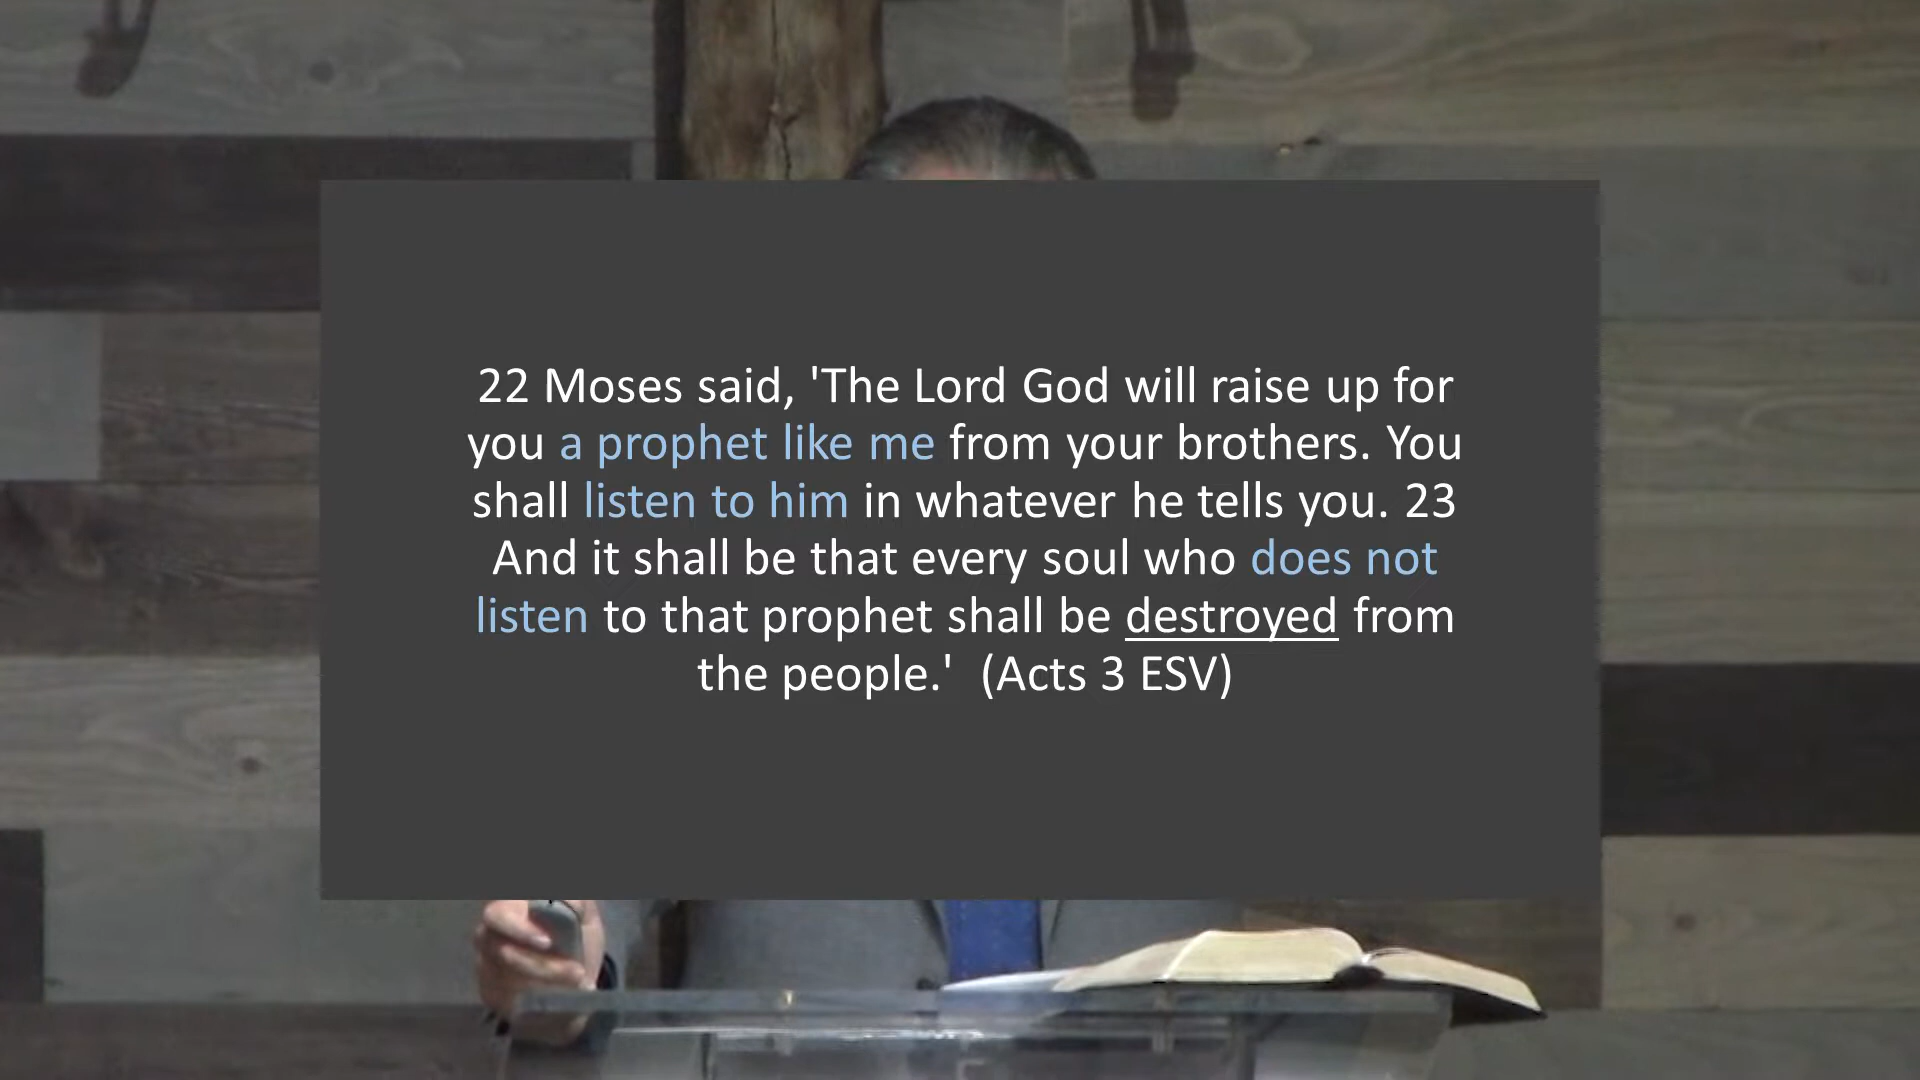 22 Moses said, 'The Lord God will raise up for
you a prophet like me from your brothers. You
shall listen to him in whatever he tells you. 23
And it shall be that every soul who does not
listen to that prophet shall be destroyed from
the people.'  (Acts 3 ESV)